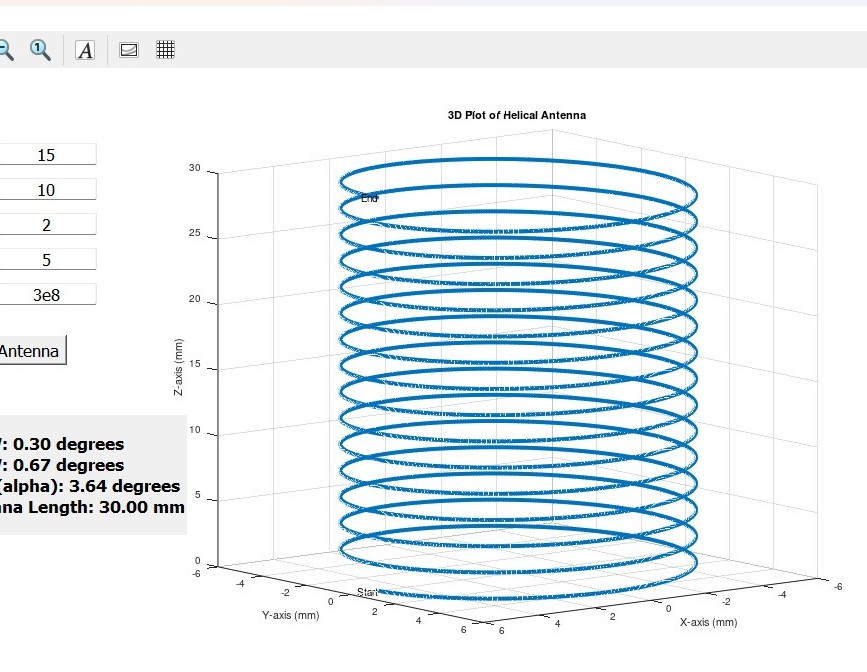 1 A
3D Plot of Helical Antenna
15
10
2
5
3e8
Antenna
: 0.30 degrees
: 0.67 degrees
(alpha): 3.64 degrees
na Length: 30.00 mm
30
25
20
15
10
5
0
Z-axis (mm)
End
Start
-6
-4
-2
0
2
4
6
Y-axis (mm)
6
4
2
0
-2
-4
-6
X-axis (mm)